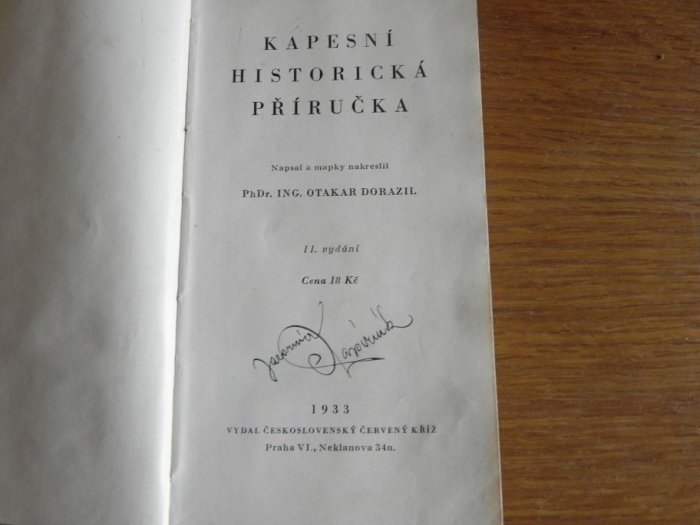 KAPESNÍ
HISTORICKÁ
PŘÍRUČKA
Napsal a mapky nakreslil
PhDr. ING. OTAKAR DORAZIL
II. vydání
Cena 18 Kč
1933
VYDAL ČESKOSLOVENSKÝ ČERVENÝ KŘÍŽ
Praha VI., Neklanova 34n.